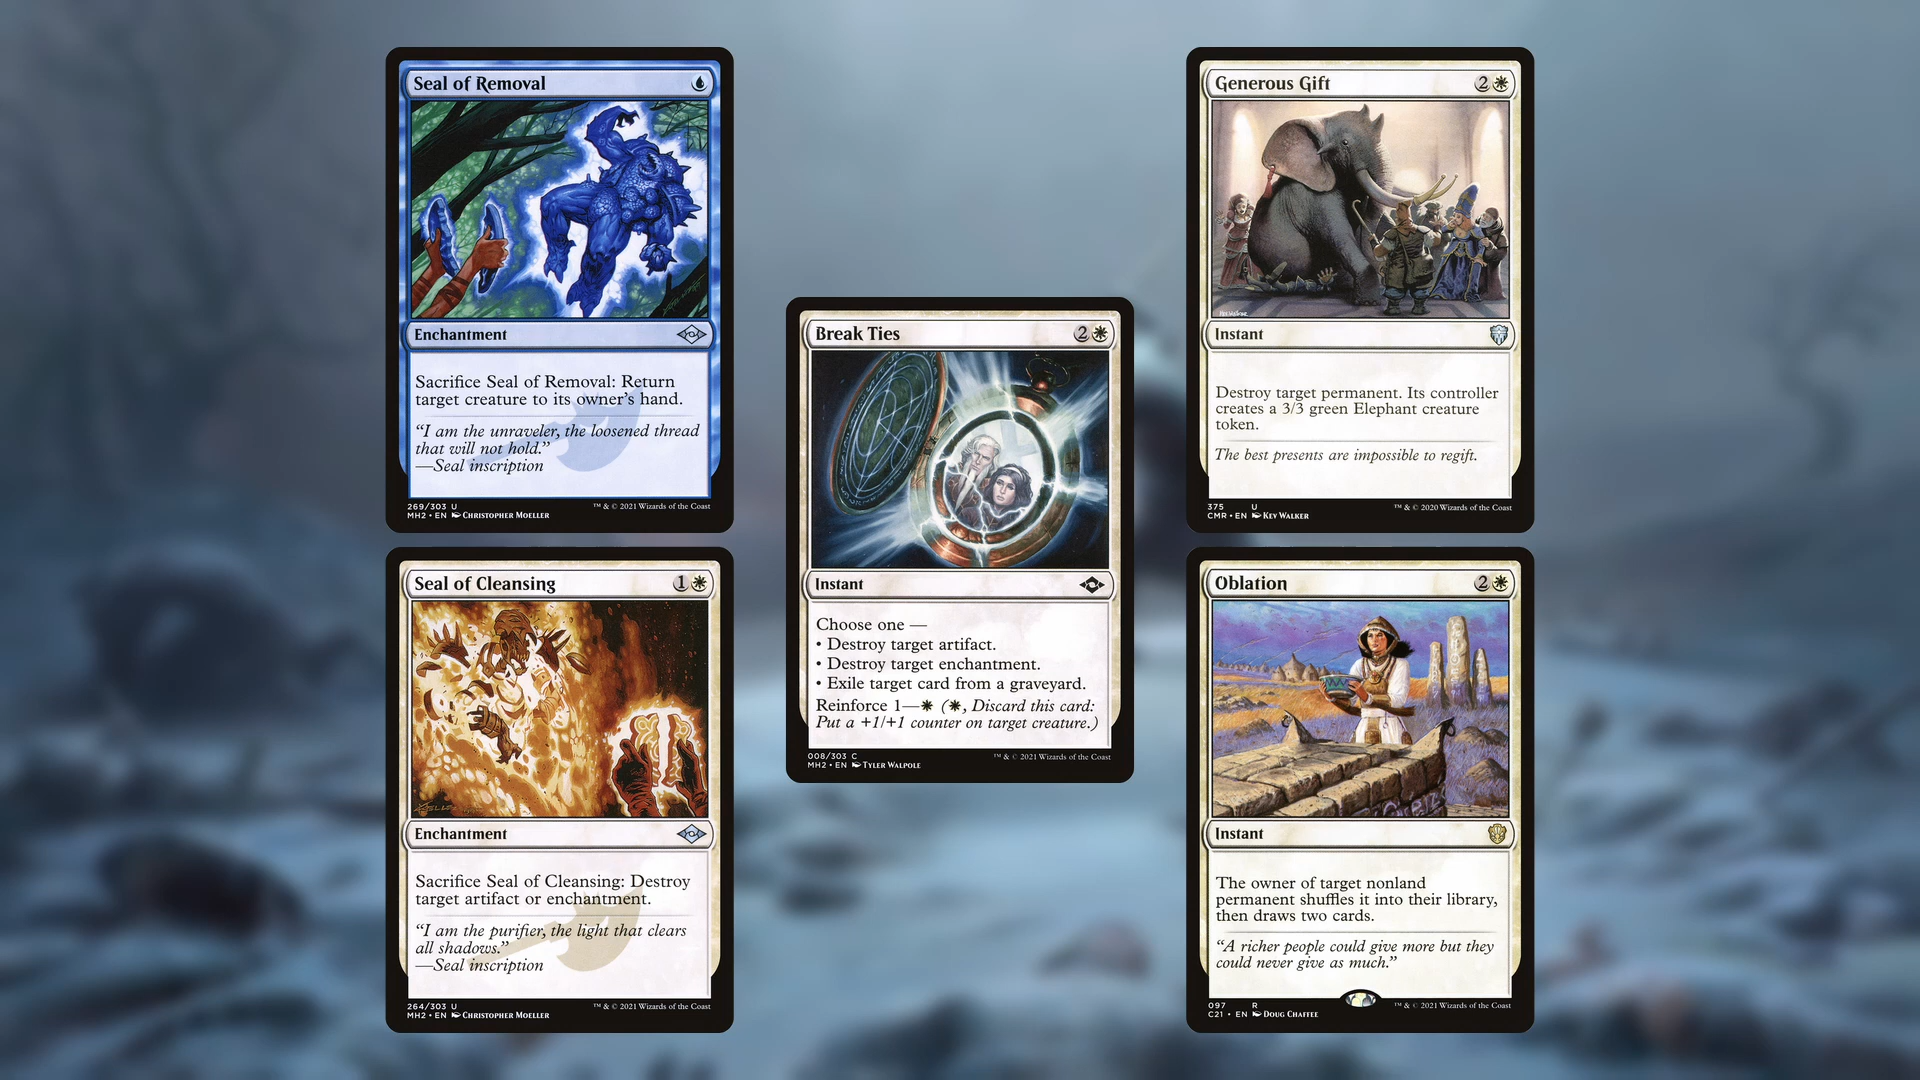 Seal of Removal
Enchantment
Sacrifice Seal of Removal: Return
target creature to its owner's hand.
"I am the unraveler, the loosened thread
that will not hold."
—Seal inscription
269/303 U
MH2 • EN Christopher Moeller
™ & © 2021 Wizards of the Coast
Seal of Cleansing
1
Enchantment
Sacrifice Seal of Cleansing: Destroy
target artifact or enchantment.
"I am the purifier, the light that clears
all shadows."
—Seal inscription
264/303 U
MH2 • EN Christopher Moeller
™ & © 2021 Wizards of the Coast
Break Ties
2
Instant
Choose one —
• Destroy target artifact.
• Destroy target enchantment.
• Exile target card from a graveyard.
Reinforce 1— ( , Discard this card:
Put a +1/+1 counter on target creature.)
008/303 C
MH2 • EN Tyler Walpole
™ & © 2021 Wizards of the Coast
Generous Gift
2
Instant
Destroy target permanent. Its controller
creates a 3/3 green Elephant creature
token.
The best presents are impossible to regift.
375 U
CMR • EN Kev Walker
™ & © 2020 Wizards of the Coast
Oblation
2
Instant
The owner of target nonland
permanent shuffles it into their library,
then draws two cards.
"A richer people could give more but they
could never give as much."
097 R
C21 • EN Doug Chaffee
™ & © 2021 Wizards of the Coast